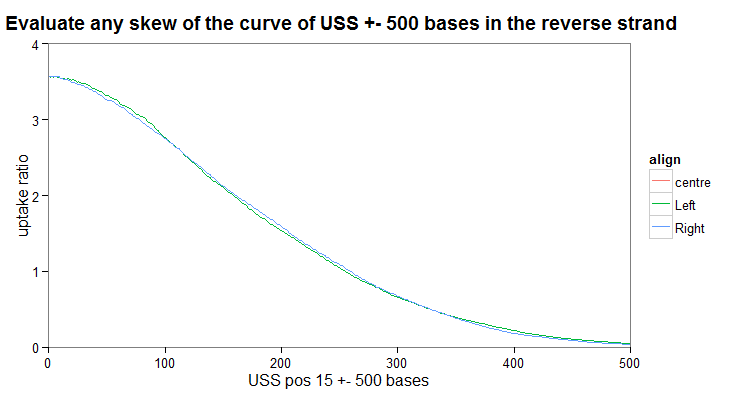 Evaluate any skew of the curve of USS +- 500 bases in the reverse strand
4
3
2
1
0
uptake ratio
0 100 200 300 400 500
USS pos 15 +- 500 bases
align
centre
Left
Right